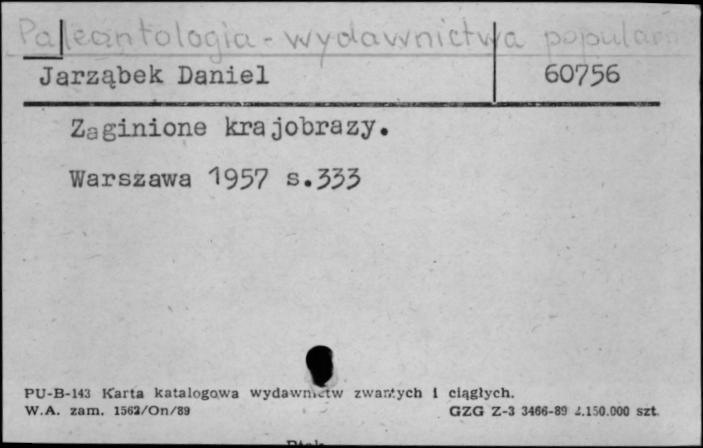 Paleontologia - wydawnictwa popularn
Jarząbek Daniel 60756
Zaginione krajobrazy.
Warszawa 1957 s.333
PU-B-143 Karta katalogowa wydawnictw zwartych i ciągłych.
W.A. zam. 1562/On/89 GZG Z-3 3466-89 2.150.000 szt.